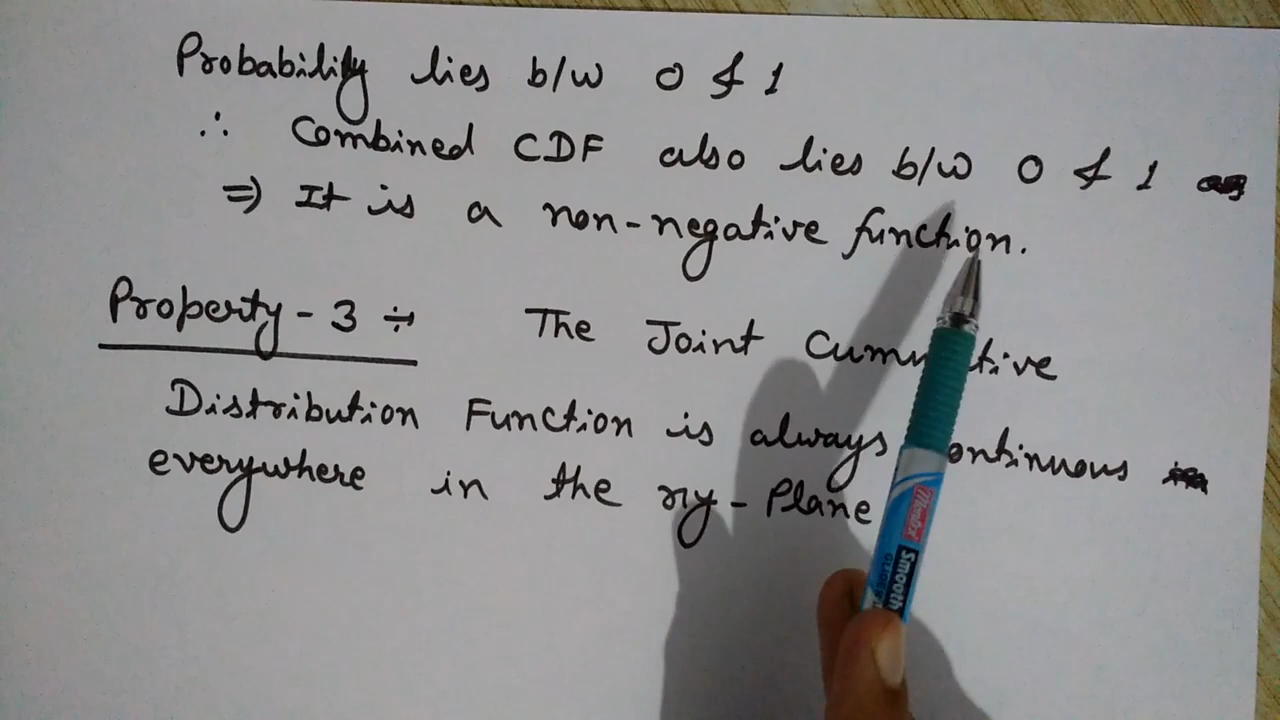 Probability lies b/w 0 & 1
∴ Combined CDF also lies b/w 0 & 1
⇒ It is a non-negative function.
Property-3 ÷ The Joint
Distribution Function is always
everywhere in the xy-Plane
Smooth